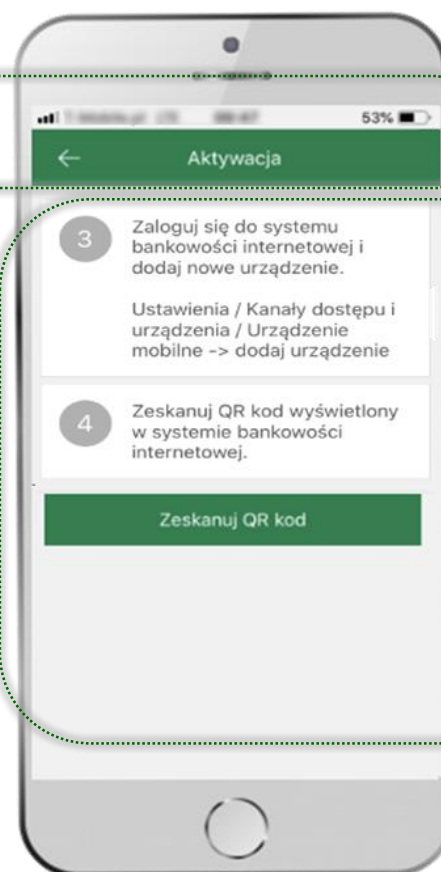 53%
← Aktywacja
3 Zaloguj się do systemu
bankowości internetowej i
dodaj nowe urządzenie.
Ustawienia / Kanały dostępu i
urządzenia / Urządzenie
mobilne -> dodaj urządzenie
4 Zeskanuj QR kod wyświetlony
w systemie bankowości
internetowej.
Zeskanuj QR kod